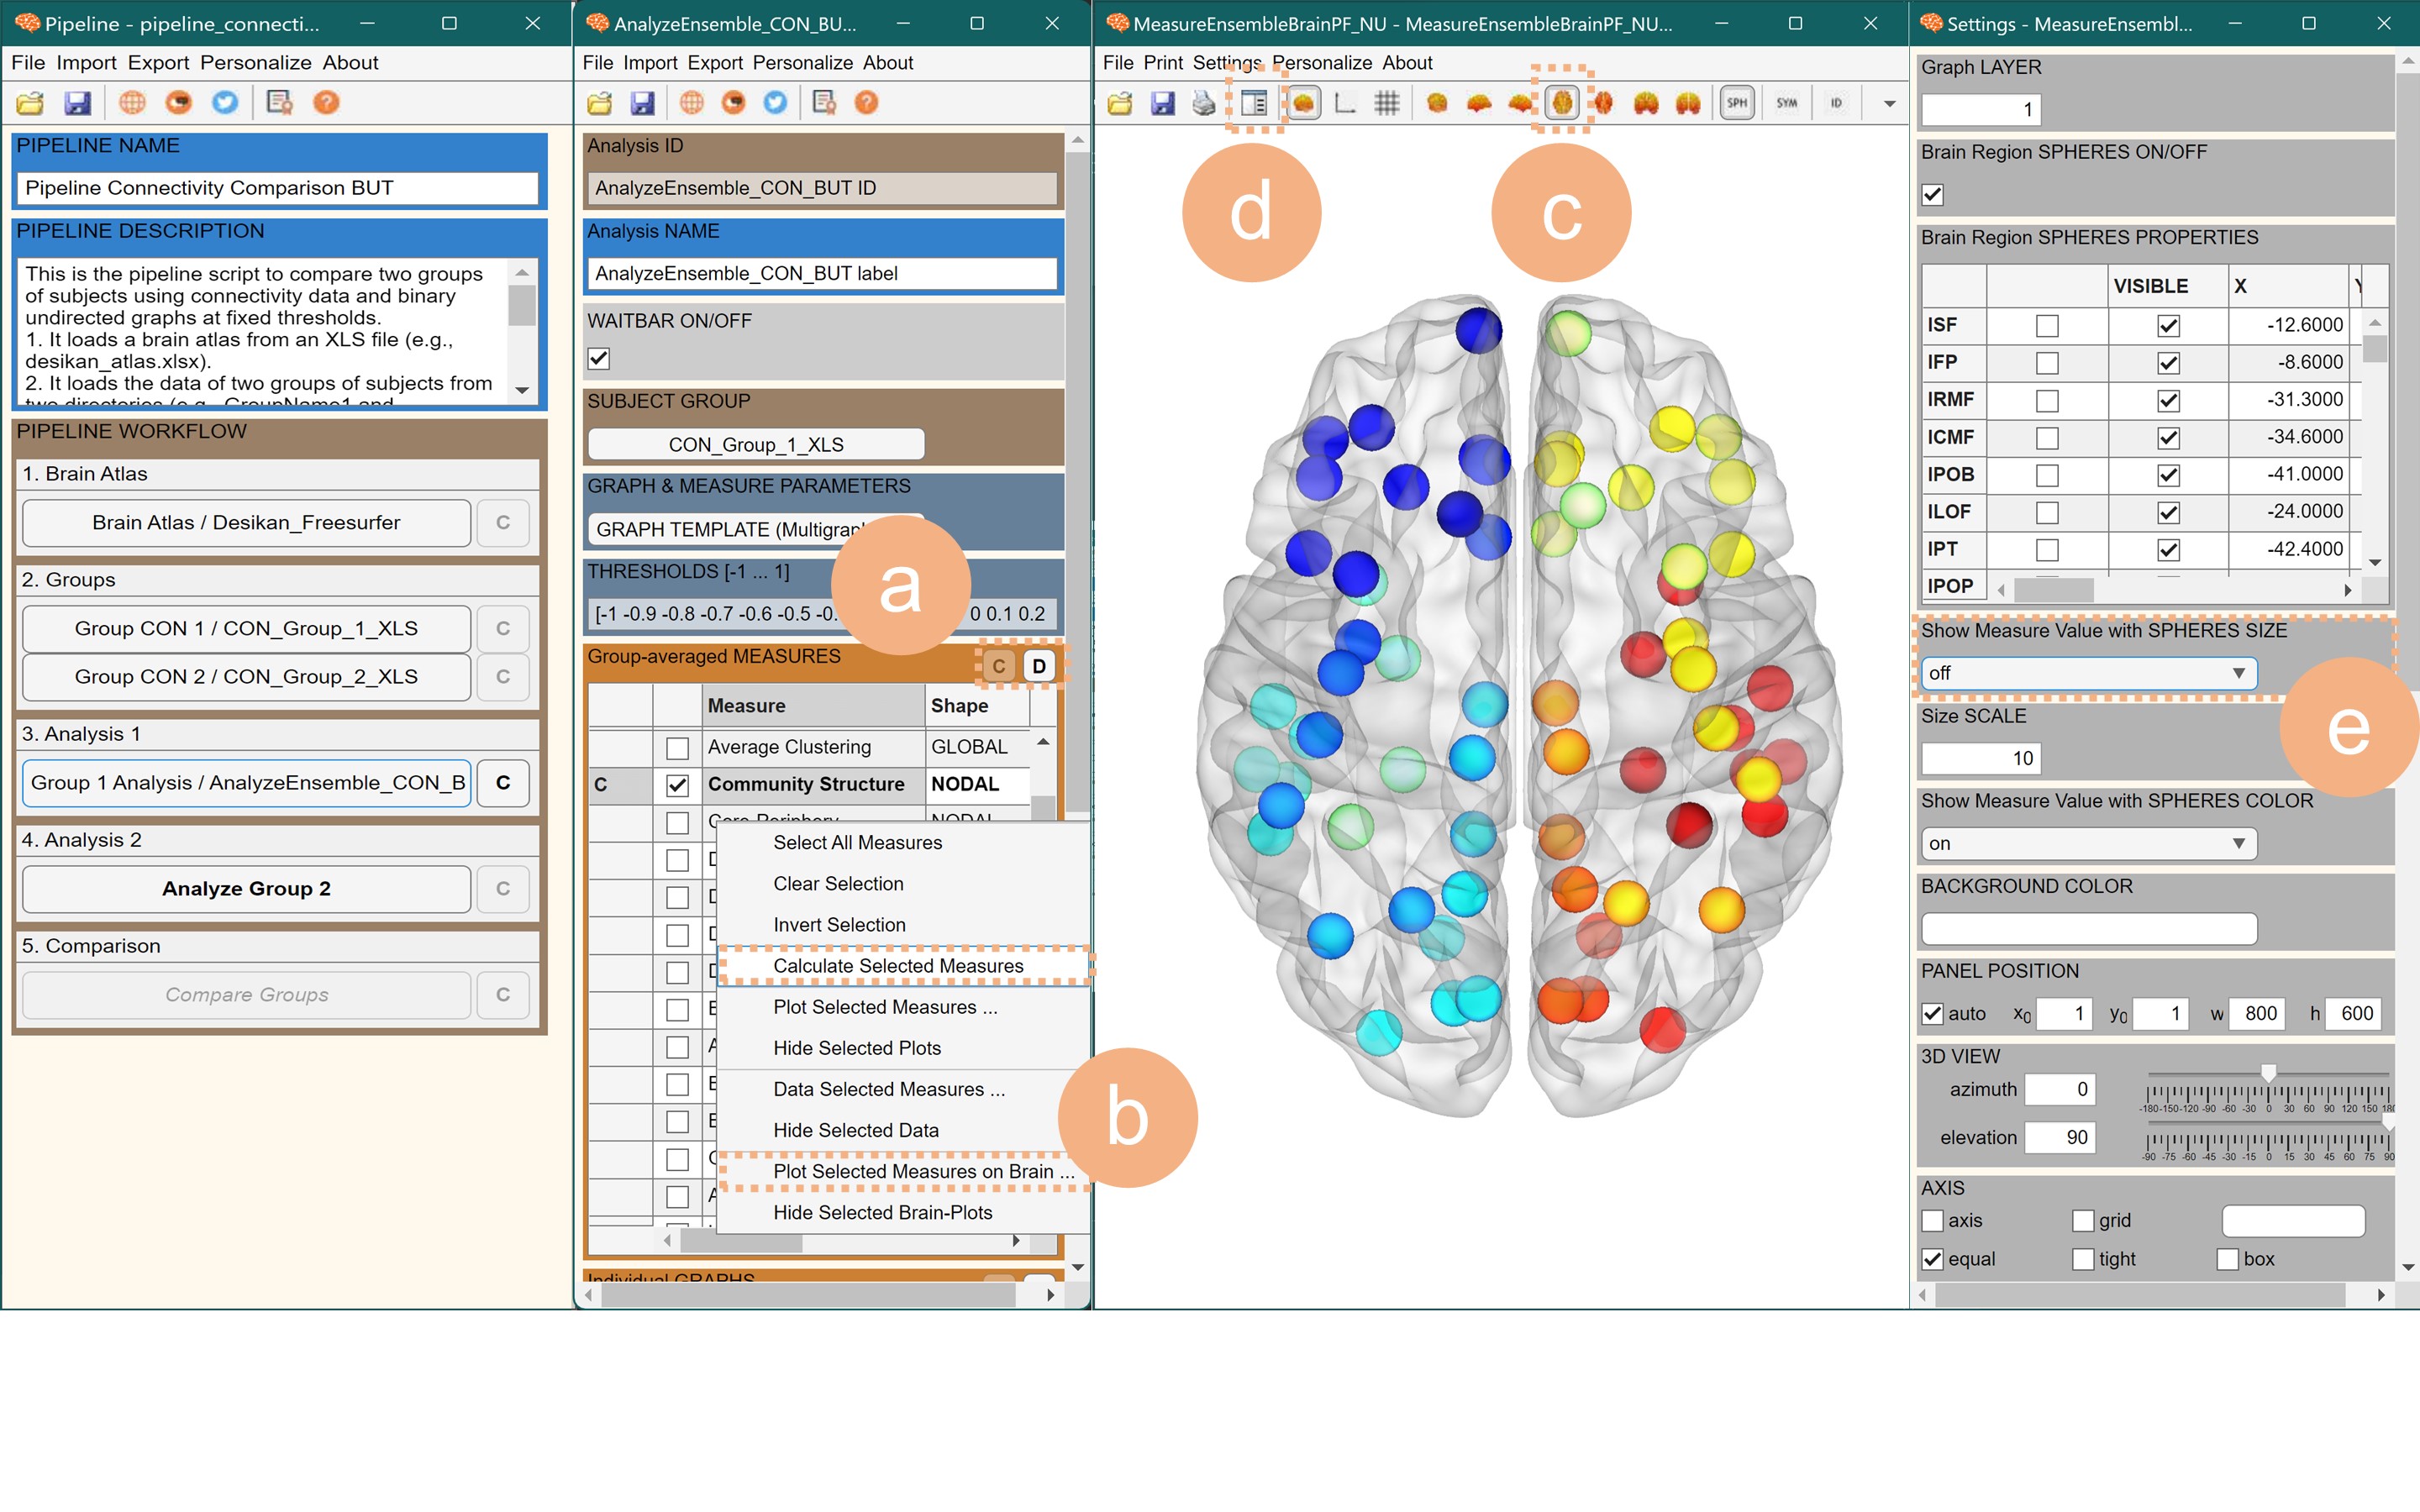 Pipeline - pipeline_connecti...
File Import Export Personalize About
PIPELINE NAME
Pipeline Connectivity Comparison BUT
PIPELINE DESCRIPTION
This is the pipeline script to compare two groups
of subjects using connectivity data and binary
undirected graphs at fixed thresholds.
1. It loads a brain atlas from an XLS file (e.g.,
desikan_atlas.xlsx).
2. It loads the data of two groups of subjects from
two directories (e.g., GroupName1 and
PIPELINE WORKFLOW
1. Brain Atlas
Brain Atlas / Desikan_Freesurfer C
2. Groups
Group CON 1 / CON_Group_1_XLS C
Group CON 2 / CON_Group_2_XLS C
3. Analysis 1
Group 1 Analysis / AnalyzeEnsemble_CON_B C
4. Analysis 2
Analyze Group 2 C
5. Comparison
Compare Groups C
AnalyzeEnsemble_CON_BU...
File Import Export Personalize About
Analysis ID
AnalyzeEnsemble_CON_BUT ID
Analysis NAME
AnalyzeEnsemble_CON_BUT label
WAITBAR ON/OFF
SUBJECT GROUP
CON_Group_1_XLS
GRAPH & MEASURE PARAMETERS
GRAPH TEMPLATE (Multigra
a
THRESHOLDS [-1 ... 1]
[-1 -0.9 -0.8 -0.7 -0.6 -0.5 -0. 0 0.1 0.2
Group-averaged MEASURES C D
Measure Shape
Average Clustering GLOBAL
C Community Structure NODAL
Core-Periphery NODAL
Select All Measures
Clear Selection
Invert Selection
Calculate Selected Measures
Plot Selected Measures ...
Hide Selected Plots
Data Selected Measures ...
Hide Selected Data
Plot Selected Measures on Brain ...
Hide Selected Brain-Plots
b
Individual GRAPHS
MeasureEnsembleBrainPF_NU - MeasureEnsembleBrainPF_NU...
File Print Settings Personalize About
SPH SYM ID
d c
Settings - MeasureEnsembl...
Graph LAYER
1
Brain Region SPHERES ON/OFF
Brain Region SPHERES PROPERTIES
VISIBLE X Y
ISF -12.6000
IFP -8.6000
IRMF -31.3000
ICMF -34.6000
IPOB -41.0000
ILOF -24.0000
IPT -42.4000
IPOP
Show Measure Value with SPHERES SIZE
off
e
Size SCALE
10
Show Measure Value with SPHERES COLOR
on
BACKGROUND COLOR
PANEL POSITION
auto x0 1 y0 1 w 800 h 600
3D VIEW
azimuth 0
-180 -150 -120 -90 -60 -30 0 30 60 90 120 150 180
elevation 90
-90 -75 -60 -45 -30 -15 0 15 30 45 60 75 90
AXIS
axis grid
equal tight box